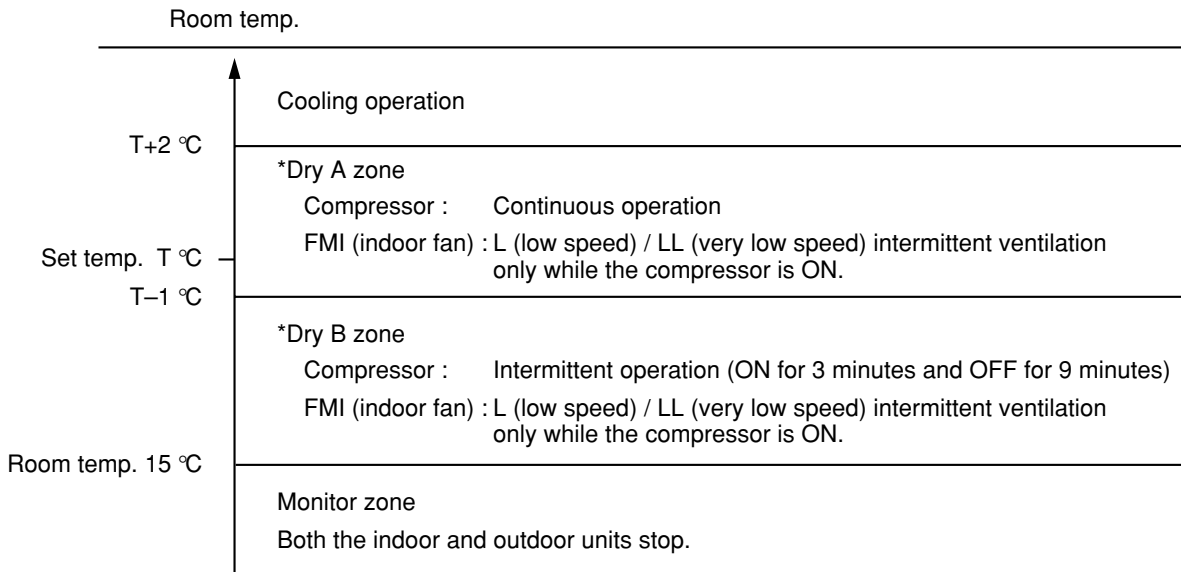 Room temp.
Cooling operation
T+2 °C
*Dry A zone
Compressor : Continuous operation
FMI (indoor fan) : L (low speed) / LL (very low speed) intermittent ventilation
only while the compressor is ON.
Set temp. T °C
T–1 °C
*Dry B zone
Compressor : Intermittent operation (ON for 3 minutes and OFF for 9 minutes)
FMI (indoor fan) : L (low speed) / LL (very low speed) intermittent ventilation
only while the compressor is ON.
Room temp. 15 °C
Monitor zone
Both the indoor and outdoor units stop.